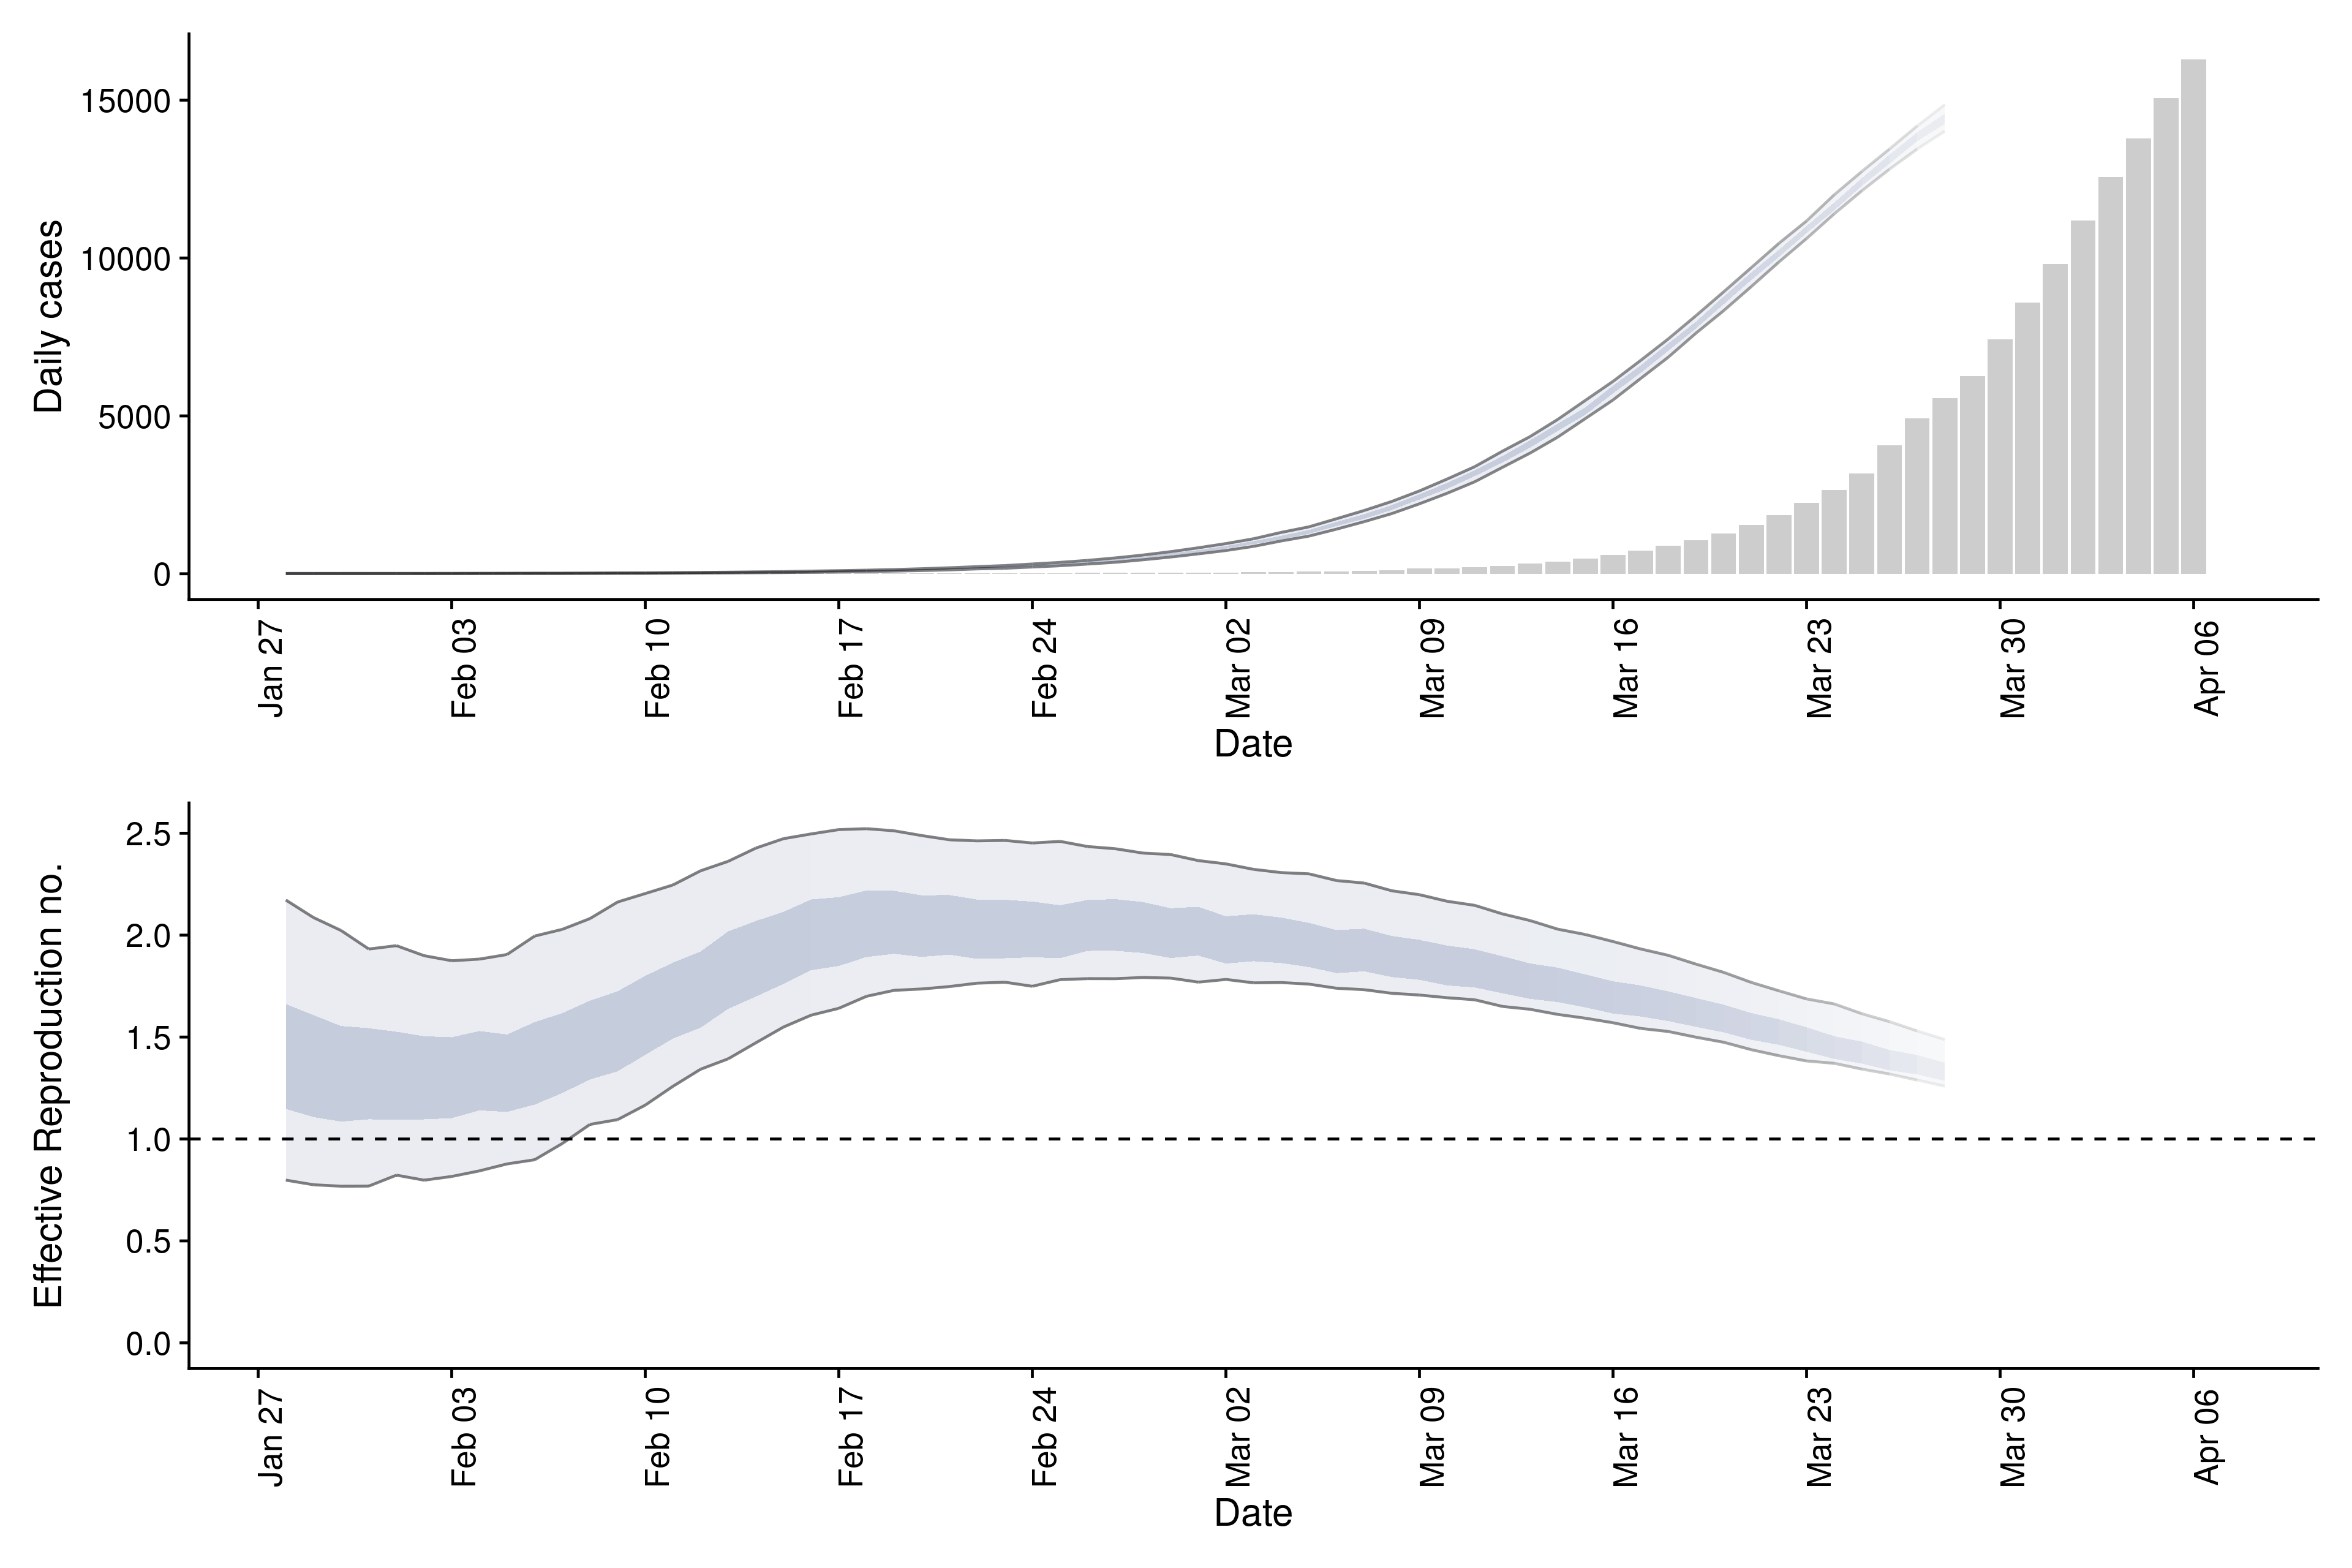 15000
10000
5000
0
Daily cases
Jan 27
Feb 03
Feb 10
Feb 17
Feb 24
Mar 02
Mar 09
Mar 16
Mar 23
Mar 30
Apr 06
Date
2.5
2.0
1.5
1.0
0.5
0.0
Effective Reproduction no.
Jan 27
Feb 03
Feb 10
Feb 17
Feb 24
Mar 02
Mar 09
Mar 16
Mar 23
Mar 30
Apr 06
Date